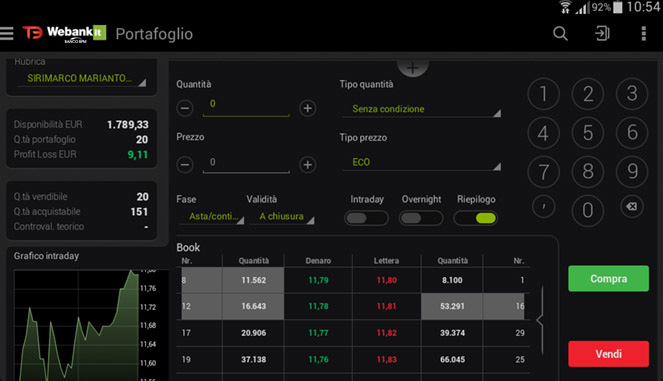 92% 10:54
T3 Webank.it BANCO BPM Portafoglio
Rubrica
SIRIMARCO MARIANTO...
Disponibilità EUR 1.789,33
Q.tà portafoglio 20
Profit Loss EUR 9,11
Q.tà vendibile 20
Q.tà acquistabile 151
Controval. teorico -
Grafico intraday
11,80
11,76
11,72
11,68
11,64
11,60
11,56
Quantità Tipo quantità
0 Senza condizione
Prezzo Tipo prezzo
0 ECO
Fase Validità Intraday Overnight Riepilogo
Asta/conti... A chiusura
Book
Nr. Quantità Denaro Lettera Quantità Nr.
8 11.562 11,79 11,80 8.100 1
12 16.643 11,78 11,81 53.291 16
17 20.906 11,77 11,82 39.374 29
19 37.138 11,76 11,83 66.045 25
1 2 3
4 5 6
7 8 9
, 0
Compra
Vendi